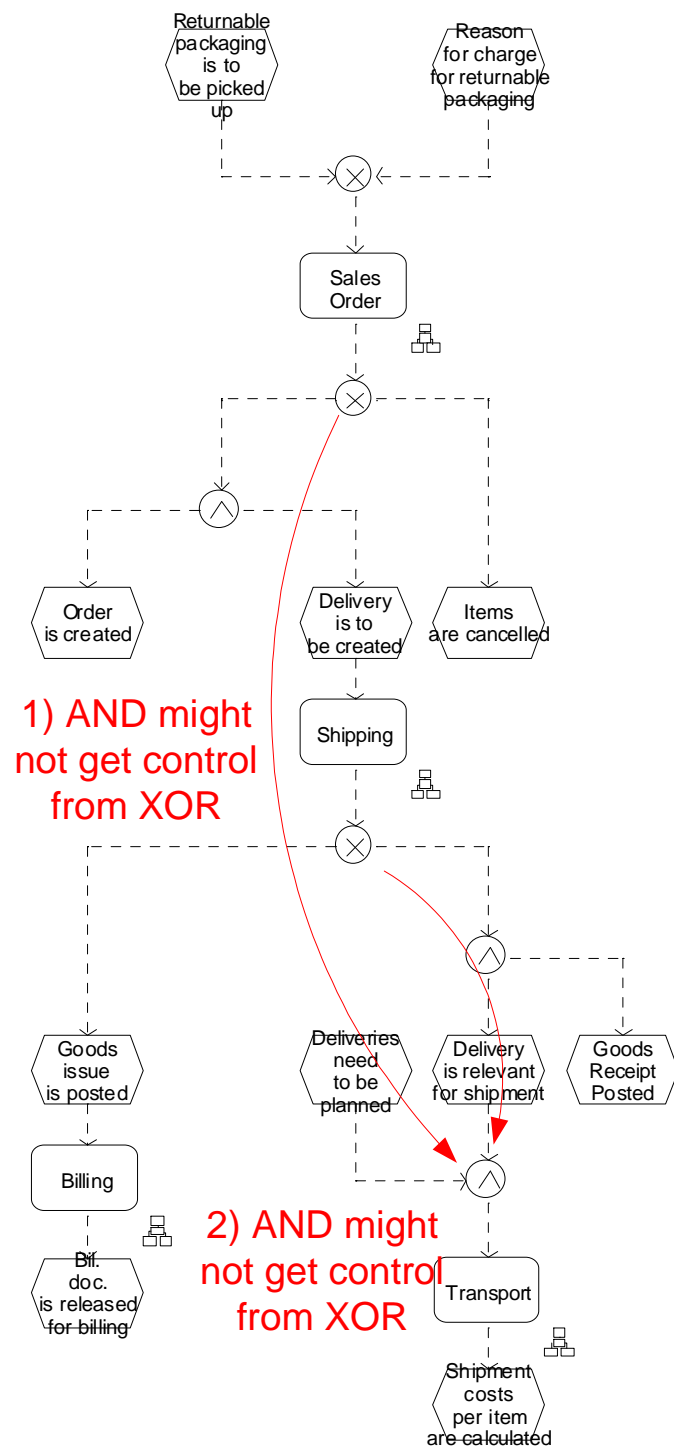 Returnable
packaging
is to
be picked
up
Reason
for charge
for returnable
packaging
Sales
Order
Order
is created
Delivery
is to
be created
Items
are cancelled
1) AND might
not get control
from XOR
Shipping
Goods
issue
is posted
Deliveries
need
to be
planned
Delivery
is relevant
for shipment
Goods
Receipt
Posted
Billing
2) AND might
not get control
from XOR
Bil.
doc.
is released
for billing
Transport
Shipment
costs
per item
are calculated